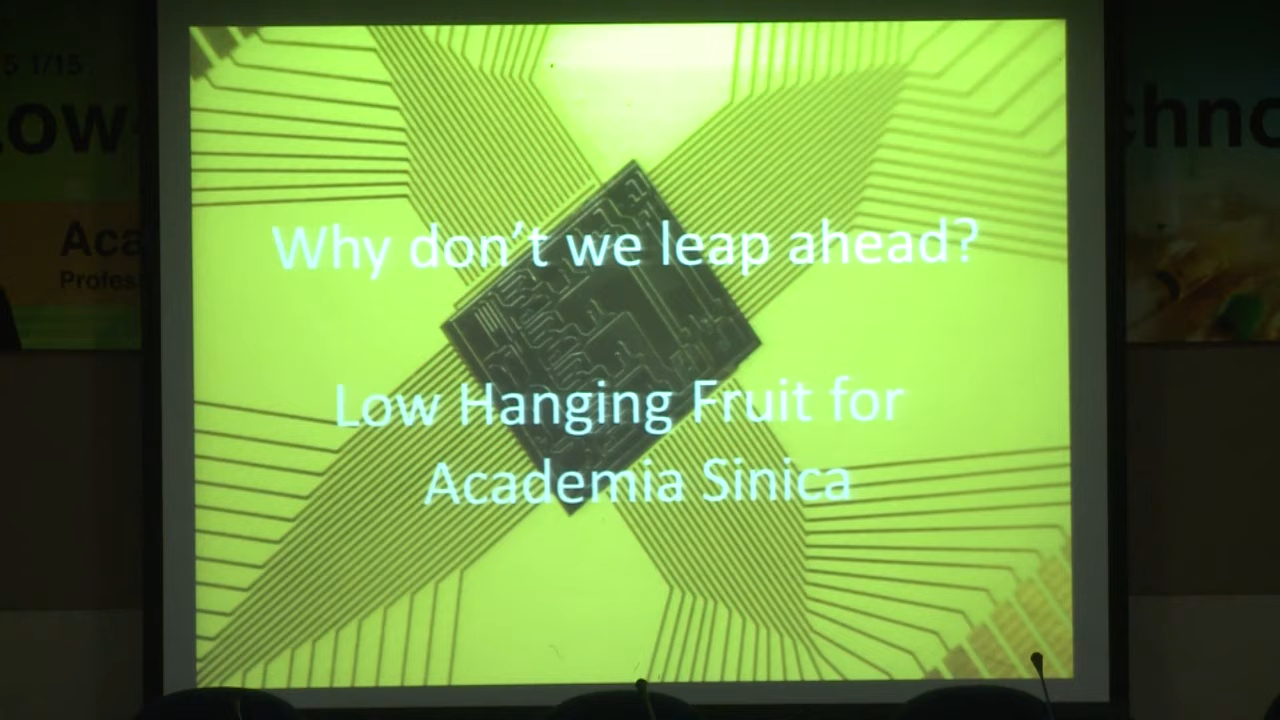 Why don't we leap ahead?
Low Hanging Fruit for
Academia Sinica